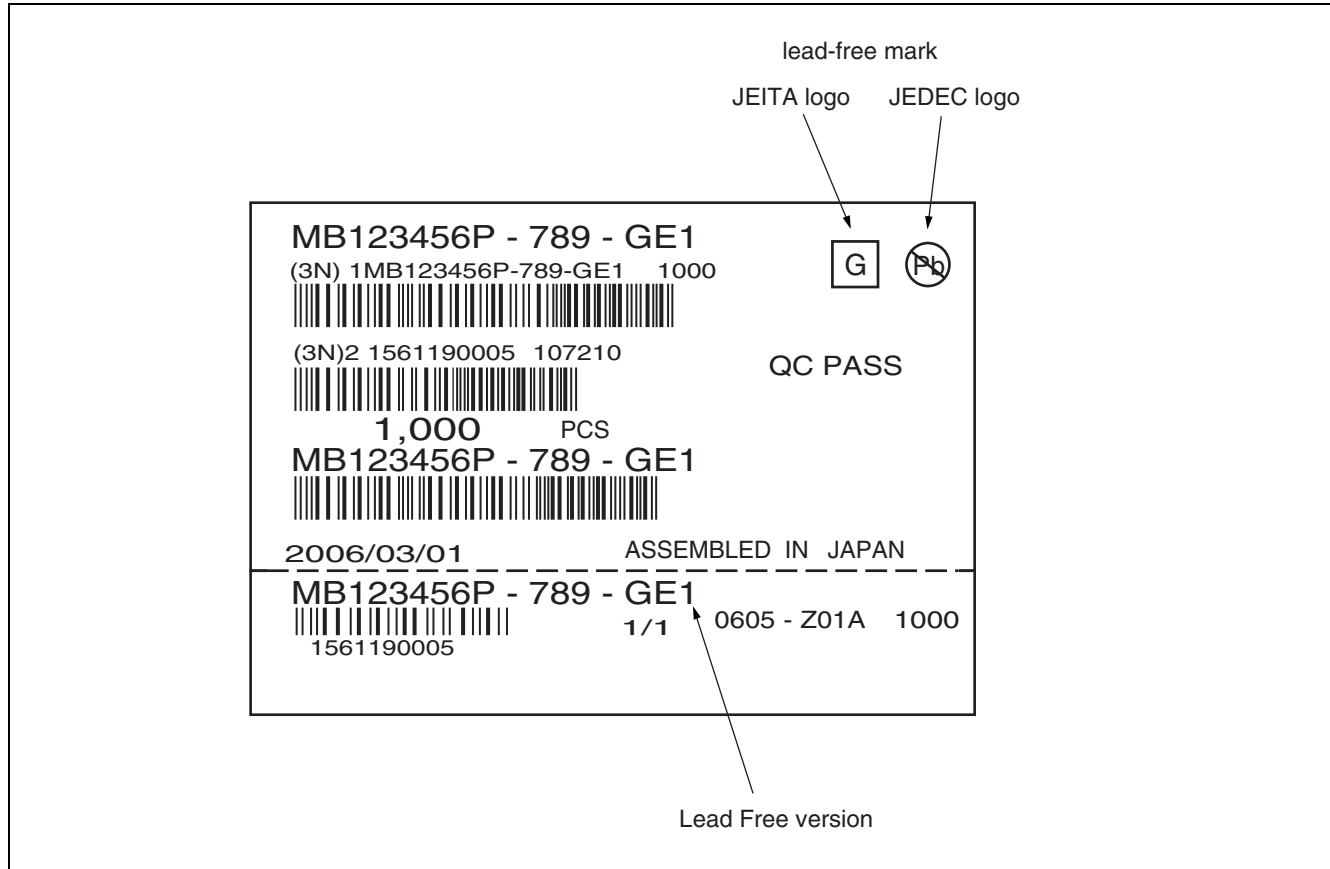 lead-free mark
JEITA logo JEDEC logo
MB123456P - 789 - GE1
(3N) 1MB123456P-789-GE1 1000
G Pb
(3N)2 1561190005 107210
QC PASS
1,000 PCS
MB123456P - 789 - GE1
2006/03/01 ASSEMBLED IN JAPAN
MB123456P - 789 - GE1
1/1 0605 - Z01A 1000
1561190005
Lead Free version